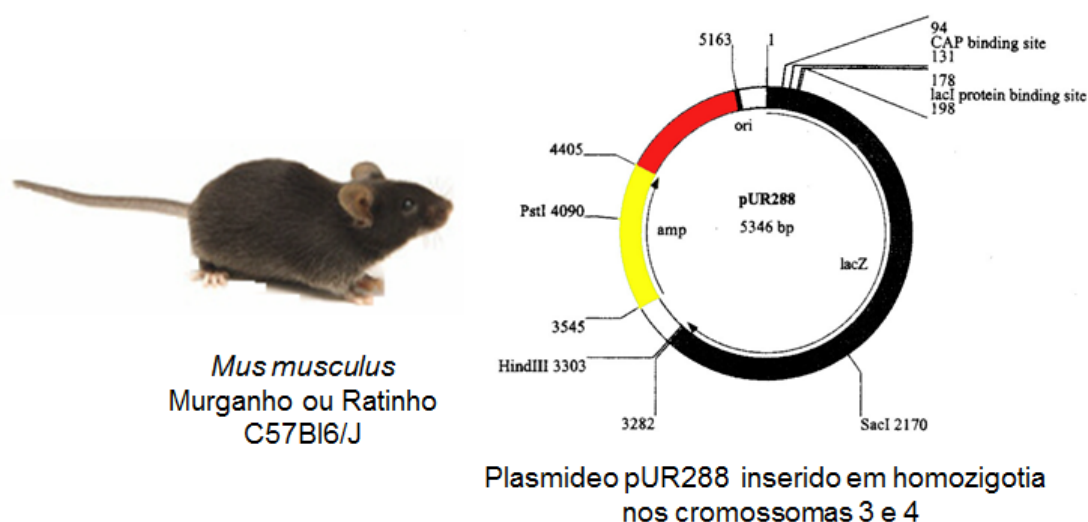 Mus musculus
Murganho ou Ratinho
C57Bl6/J
94
CAP binding site
131
178
lacI protein binding site
198
5163
1
ori
4405
PstI 4090
amp
pUR288
5346 bp
lacZ
3545
HindIII 3303
3282
SacI 2170
Plasmideo pUR288 inserido em homozigotia
nos cromossomas 3 e 4